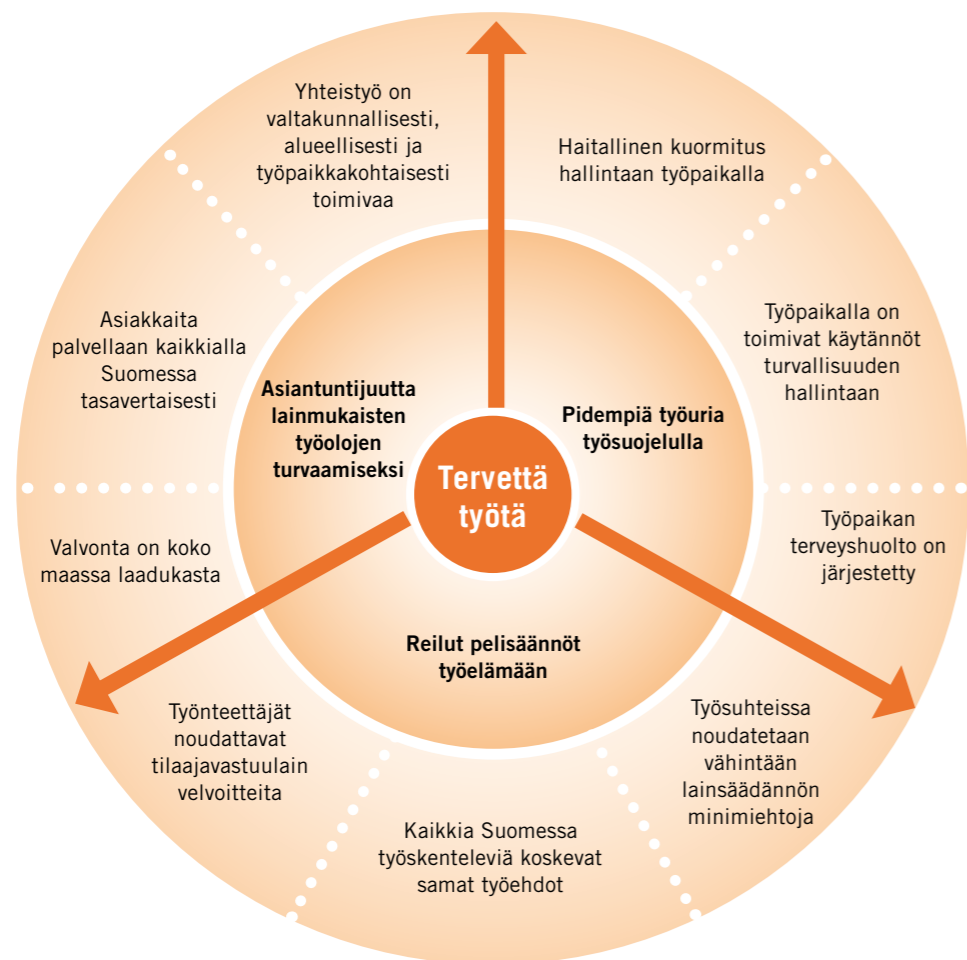 Yhteistyö on
valtakunnallisesti,
alueellisesti ja
työpaikkakohtaisesti
toimivaa
Haitallinen kuormitus
hallintaan työpaikalla
Asiakkaita
palvellaan kaikkialla
Suomessa
tasavertaisesti
Työpaikalla on
toimivat käytännöt
turvallisuuden
hallintaan
Asiantuntijuutta
lainmukaisten
työolojen
turvaamiseksi
Pidempiä työuria
työsuojelulla
Tervettä
työtä
Valvonta on koko
maassa laadukasta
Työpaikan
terveyshuolto on
järjestetty
Reilut pelisäännöt
työelämään
Työnteettäjät
noudattavat
tilaajavastuulain
velvoitteita
Työsuhteissa
noudatetaan
vähintään
lainsäädännön
minimiehtoja
Kaikkia Suomessa
työskenteleviä koskevat
samat työehdot